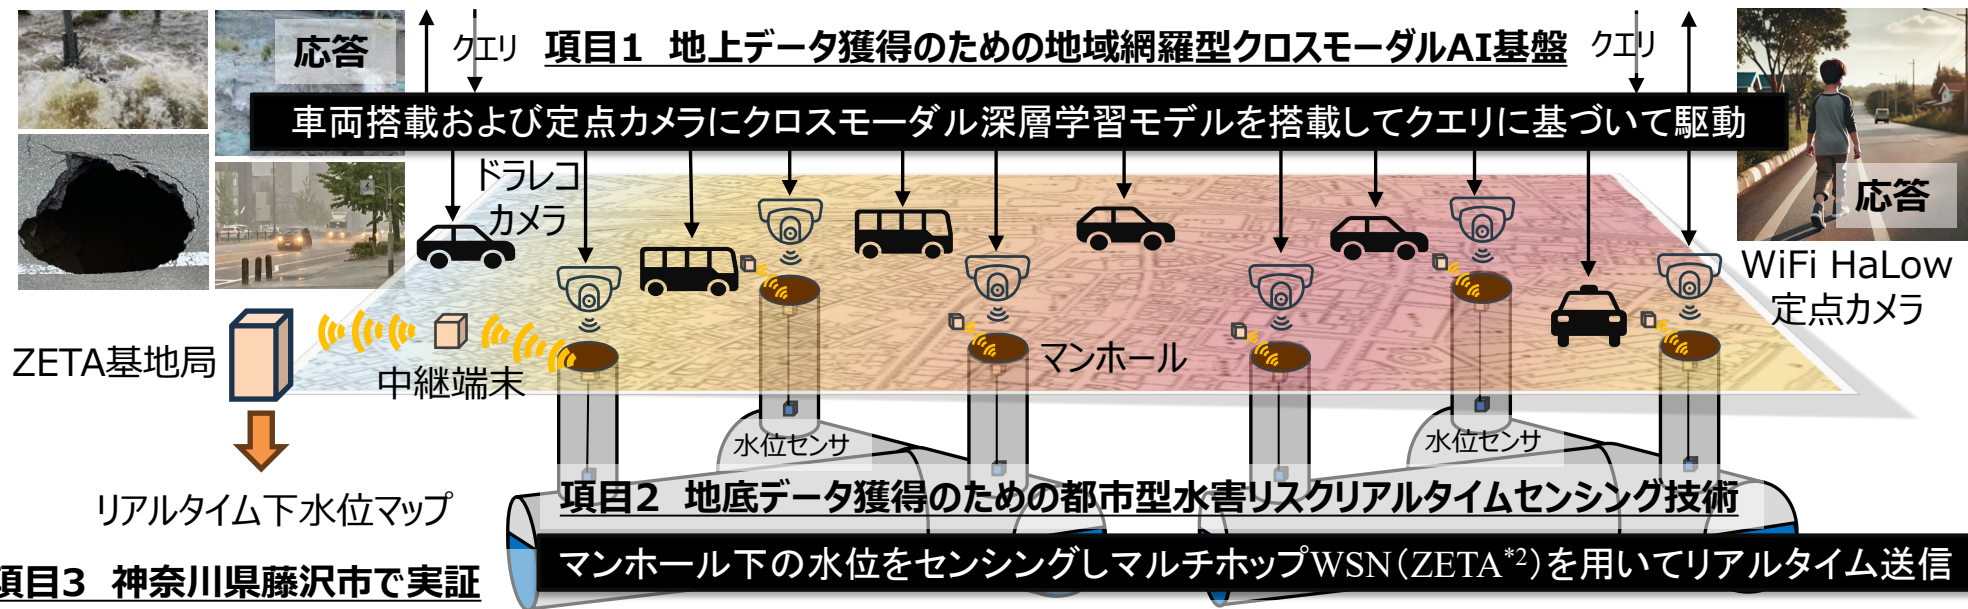 応答
クエリ
項目1 地上データ獲得のための地域網羅型クロスモーダルAI基盤
クエリ
車両搭載および定点カメラにクロスモーダル深層学習モデルを搭載してクエリに基づいて駆動
ドラレコ
カメラ
応答
WiFi HaLow
定点カメラ
ZETA基地局
中継端末
マンホール
水位センサ
水位センサ
リアルタイム下水位マップ
項目2 地底データ獲得のための都市型水害リスクリアルタイムセンシング技術
マンホール下の水位をセンシングしマルチホップWSN(ZETA*2)を用いてリアルタイム送信
項目3 神奈川県藤沢市で実証